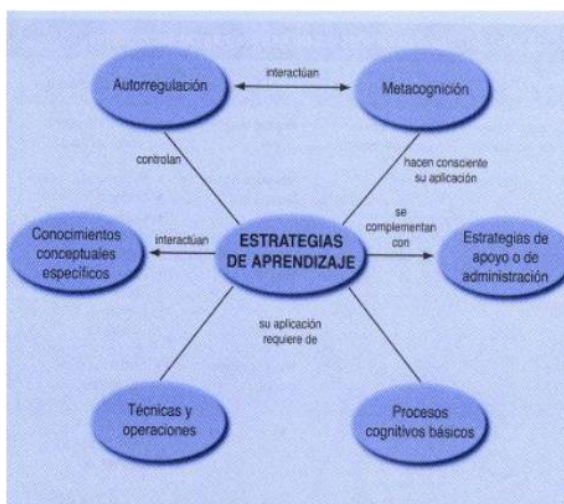 interactúan
Autorregulación
Metacognición
controlan
hacen consciente
su aplicación
Conocimientos
conceptuales
específicos
interactúan
ESTRATEGIAS
DE APRENDIZAJE
se
complementan
con
Estrategias de
apoyo o de
administración
su aplicación
requiere de
Técnicas y
operaciones
Procesos
cognitivos básicos